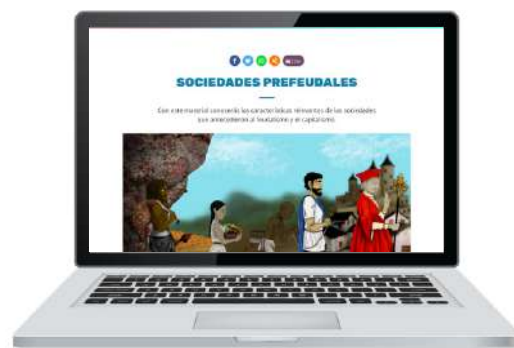 SOCIEDADES PREFEUDALES
Con este material conocerás las características relevantes de las sociedades
que antecedieron al feudalismo y el capitalismo.